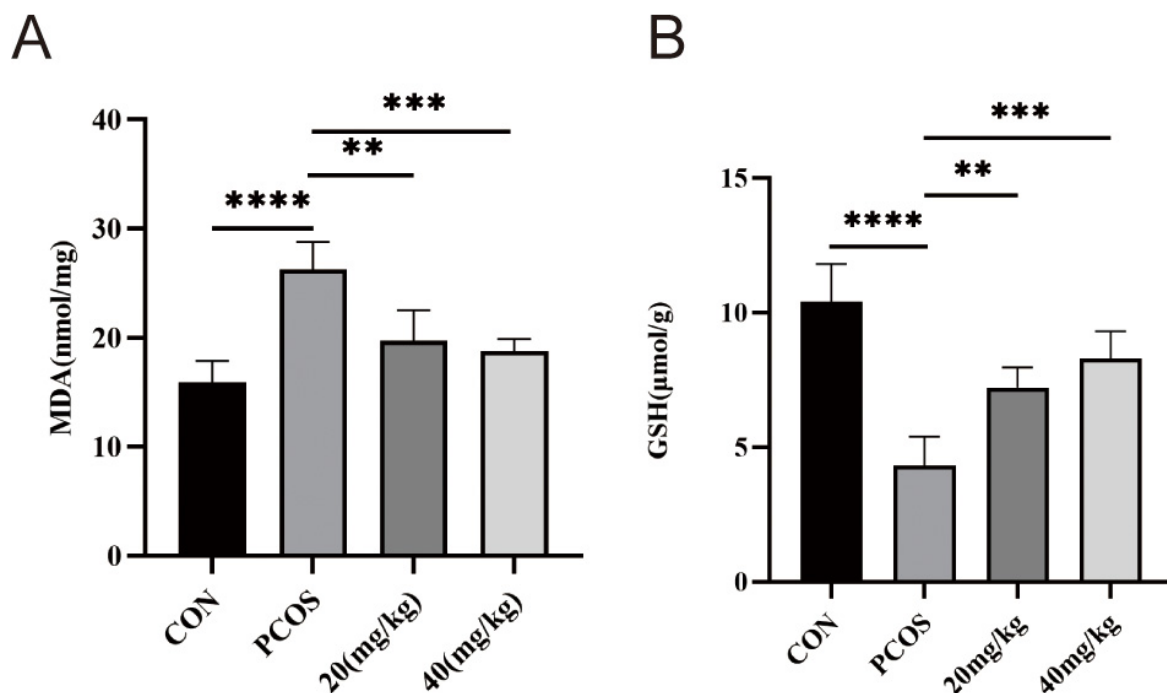 A
MDA(nmol/mg)
40
30
20
10
0
****
**
***
CON
PCOS
20(mg/kg)
40(mg/kg)
B
GSH(μmol/g)
15
10
5
0
****
**
***
CON
PCOS
20mg/kg
40mg/kg